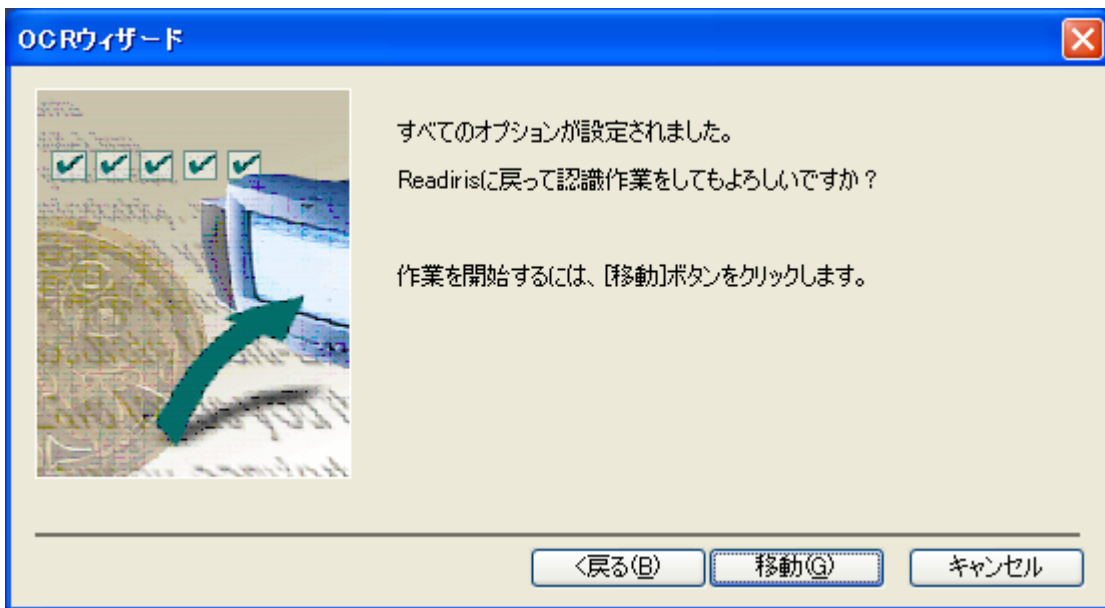 OCRウィザード
すべてのオプションが設定されました。
Readirisに戻って認識作業をしてもよろしいですか？
作業を開始するには、[移動]ボタンをクリックします。
<戻る(B)
移動(G)
キャンセル